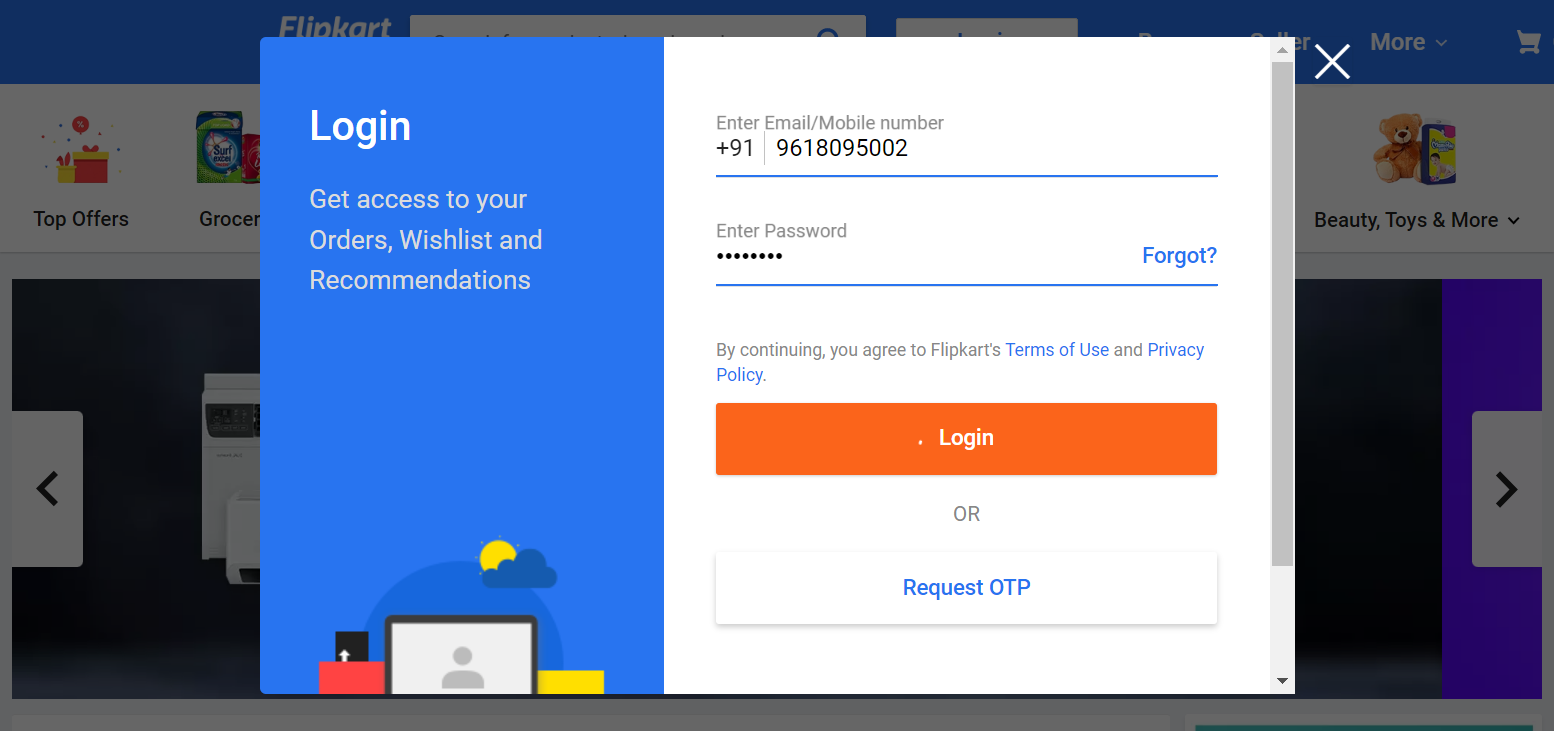 Flipkart
More
Login
Get access to your
Orders, Wishlist and
Recommendations
Enter Email/Mobile number
+91 9618095002
Enter Password
••••••••
Forgot?
By continuing, you agree to Flipkart's Terms of Use and Privacy
Policy.
Login
OR
Request OTP
Top Offers
Surf
excel
Beauty, Toys & More